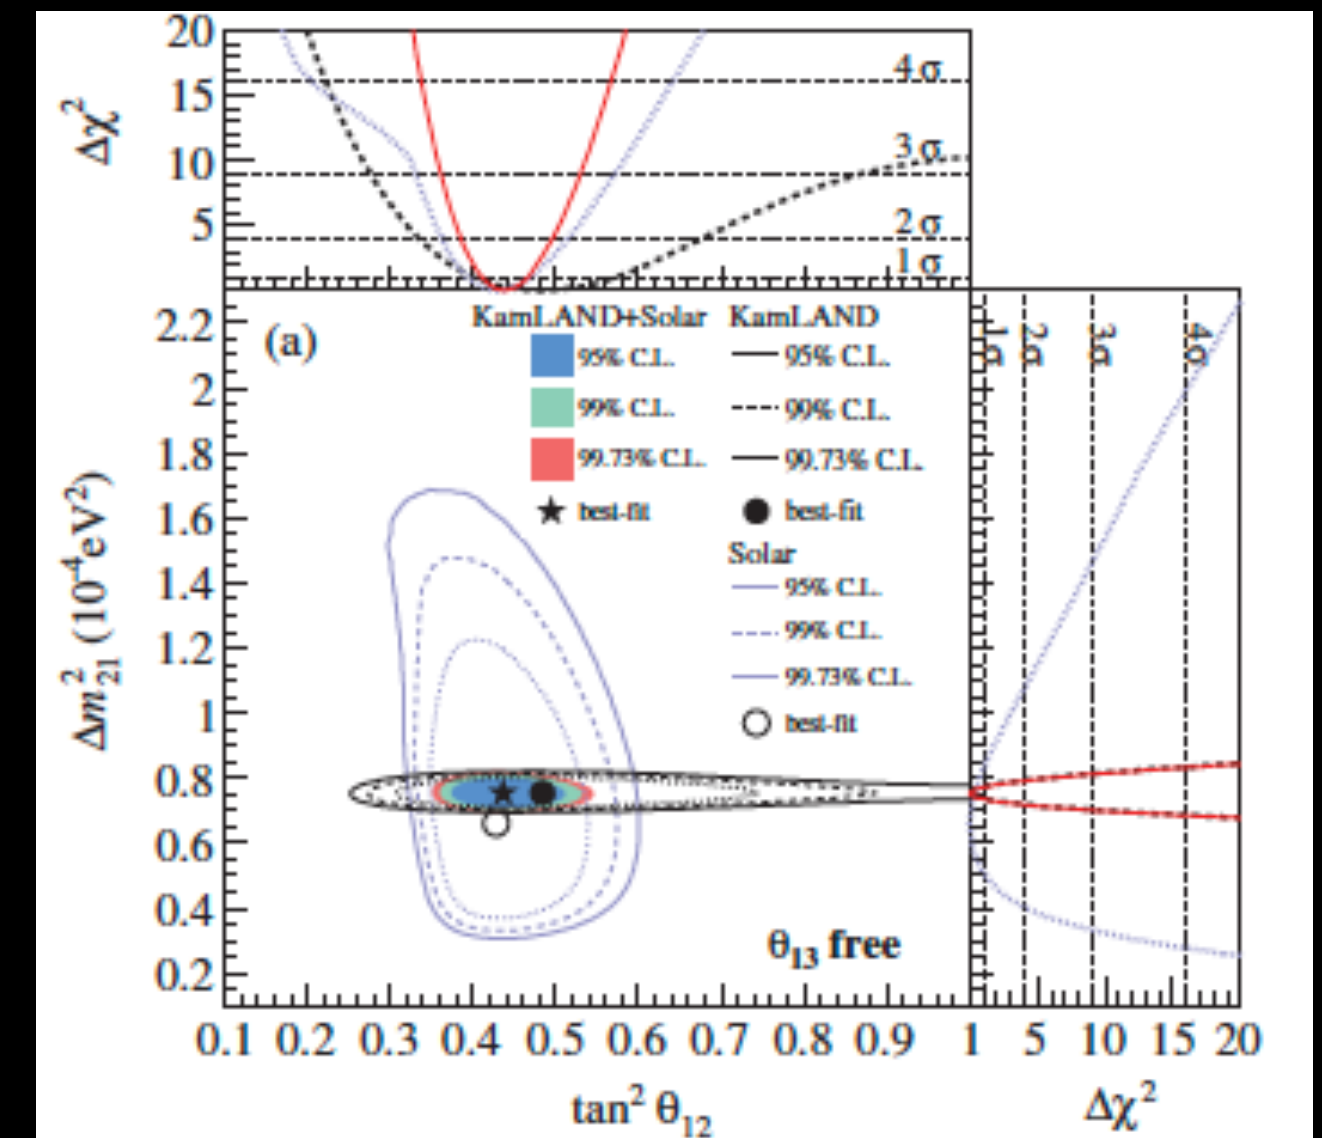 Δχ²
20
15
10
5
4σ
3σ
2σ
1σ
(a)
KamLAND+Solar
95% C.L.
99% C.L.
99.73% C.L.
best-fit
KamLAND
95% C.L.
99% C.L.
99.73% C.L.
best-fit
Solar
95% C.L.
99% C.L.
99.73% C.L.
best-fit
θ₁₃ free
Δm²₂₁ (10⁻⁴eV²)
2.2
2
1.8
1.6
1.4
1.2
1
0.8
0.6
0.4
0.2
1σ 2σ 3σ 4σ
0.1 0.2 0.3 0.4 0.5 0.6 0.7 0.8 0.9 1 5 10 15 20
tan² θ₁₂
Δχ²